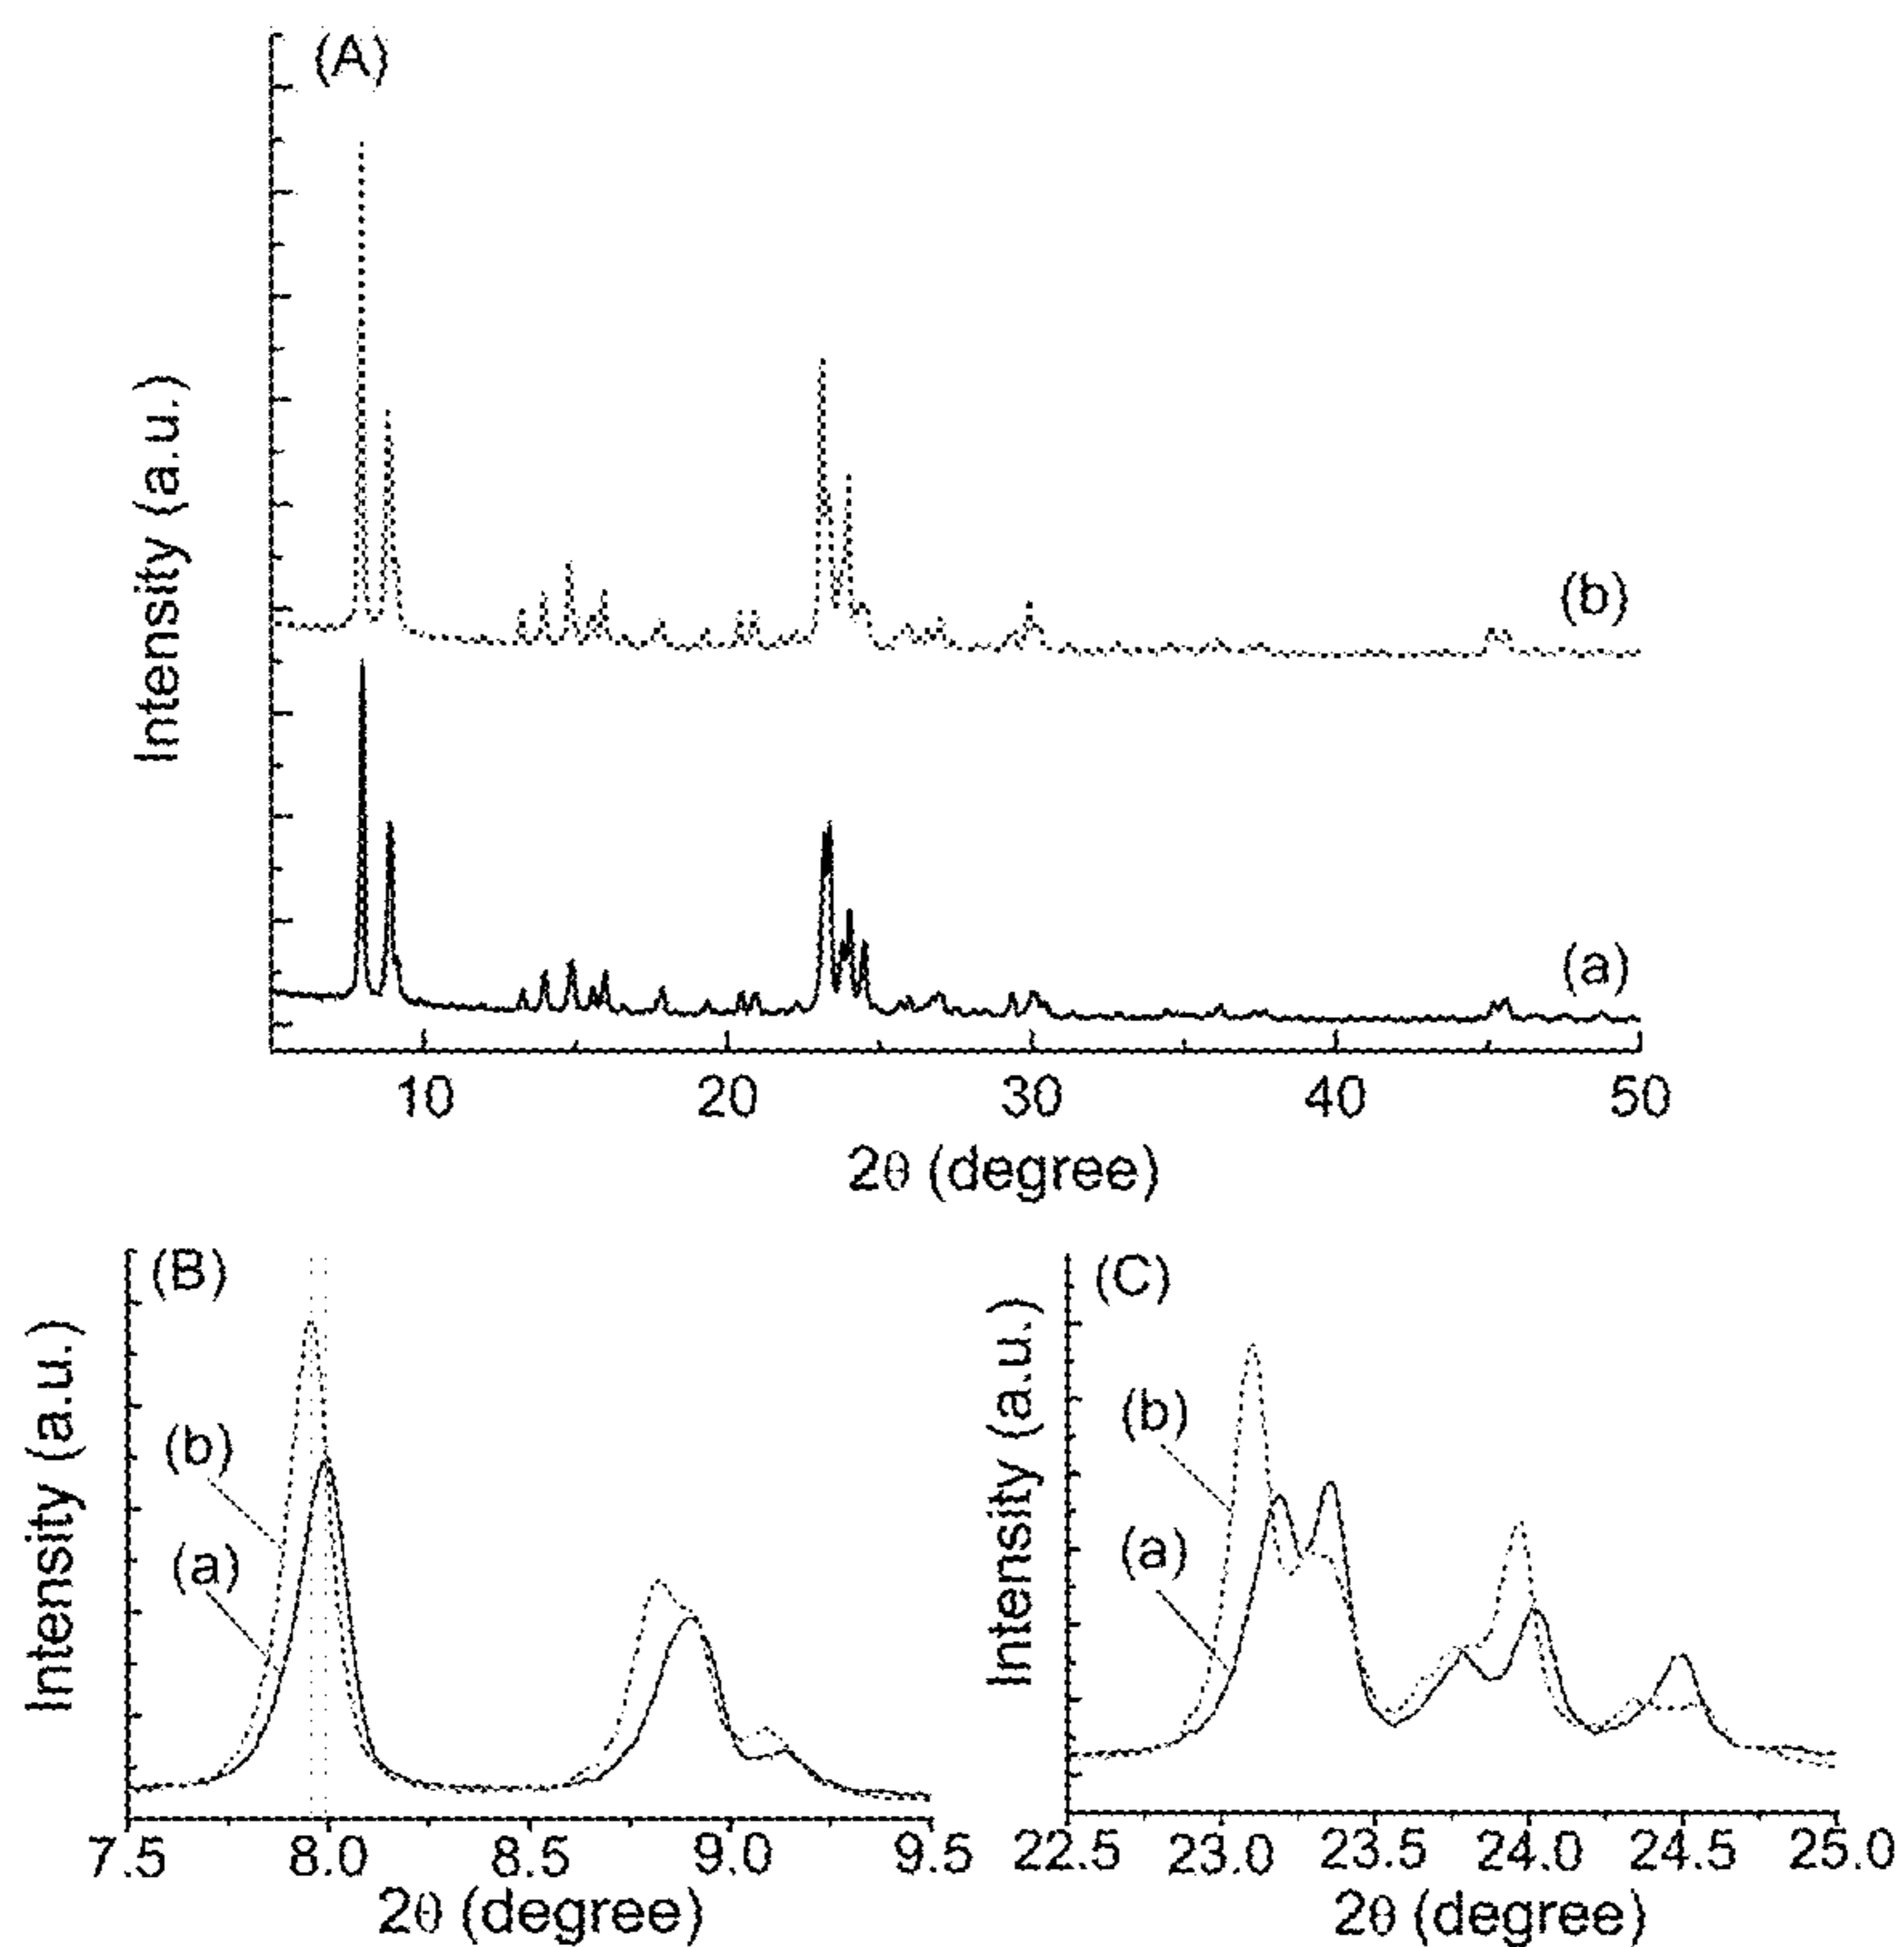 (A)
Intensity (a.u.)
(b)
(a)
10 20 30 40 50
2θ (degree)
(B)
Intensity (a.u.)
(b)
(a)
7.5 8.0 8.5 9.0 9.5
2θ (degree)
(C)
Intensity (a.u.)
(b)
(a)
22.5 23.0 23.5 24.0 24.5 25.0
2θ (degree)